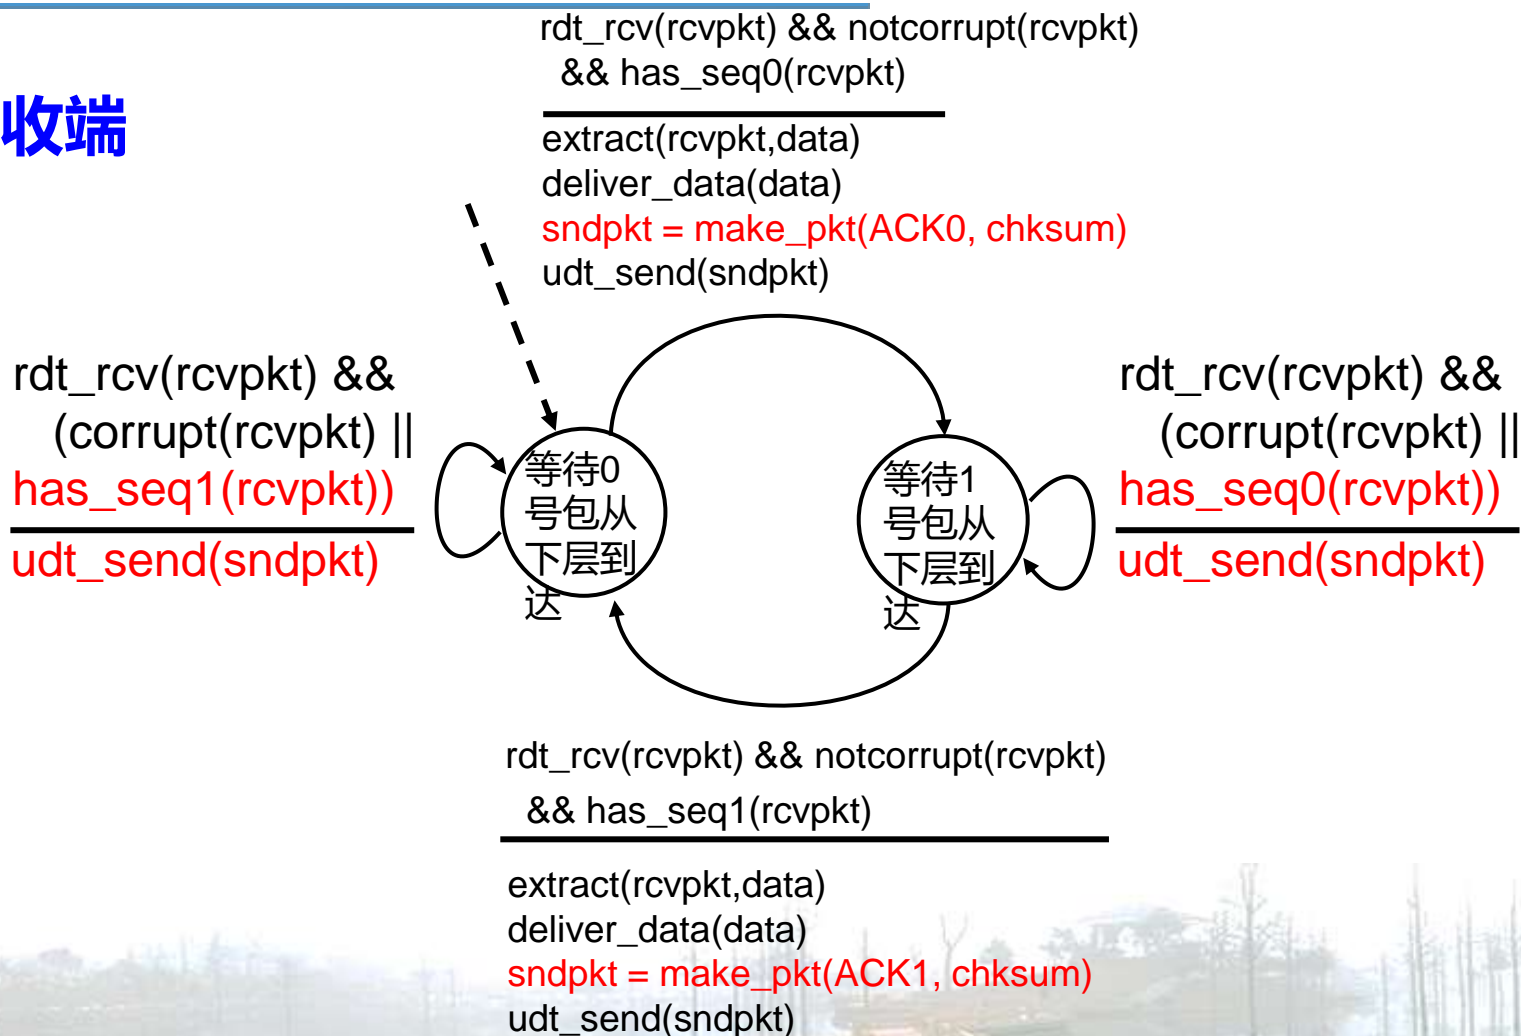 rdt_rcv(rcvpkt) && notcorrupt(rcvpkt)
&& has_seq0(rcvpkt)
收端
extract(rcvpkt,data)
deliver_data(data)
sndpkt = make_pkt(ACK0, chksum)
udt_send(sndpkt)
rdt_rcv(rcvpkt) &&
(corrupt(rcvpkt) ||
has_seq1(rcvpkt))
udt_send(sndpkt)
等待0
号包从
下层到
达
等待1
号包从
下层到
达
rdt_rcv(rcvpkt) &&
(corrupt(rcvpkt) ||
has_seq0(rcvpkt))
udt_send(sndpkt)
rdt_rcv(rcvpkt) && notcorrupt(rcvpkt)
&& has_seq1(rcvpkt)
extract(rcvpkt,data)
deliver_data(data)
sndpkt = make_pkt(ACK1, chksum)
udt_send(sndpkt)